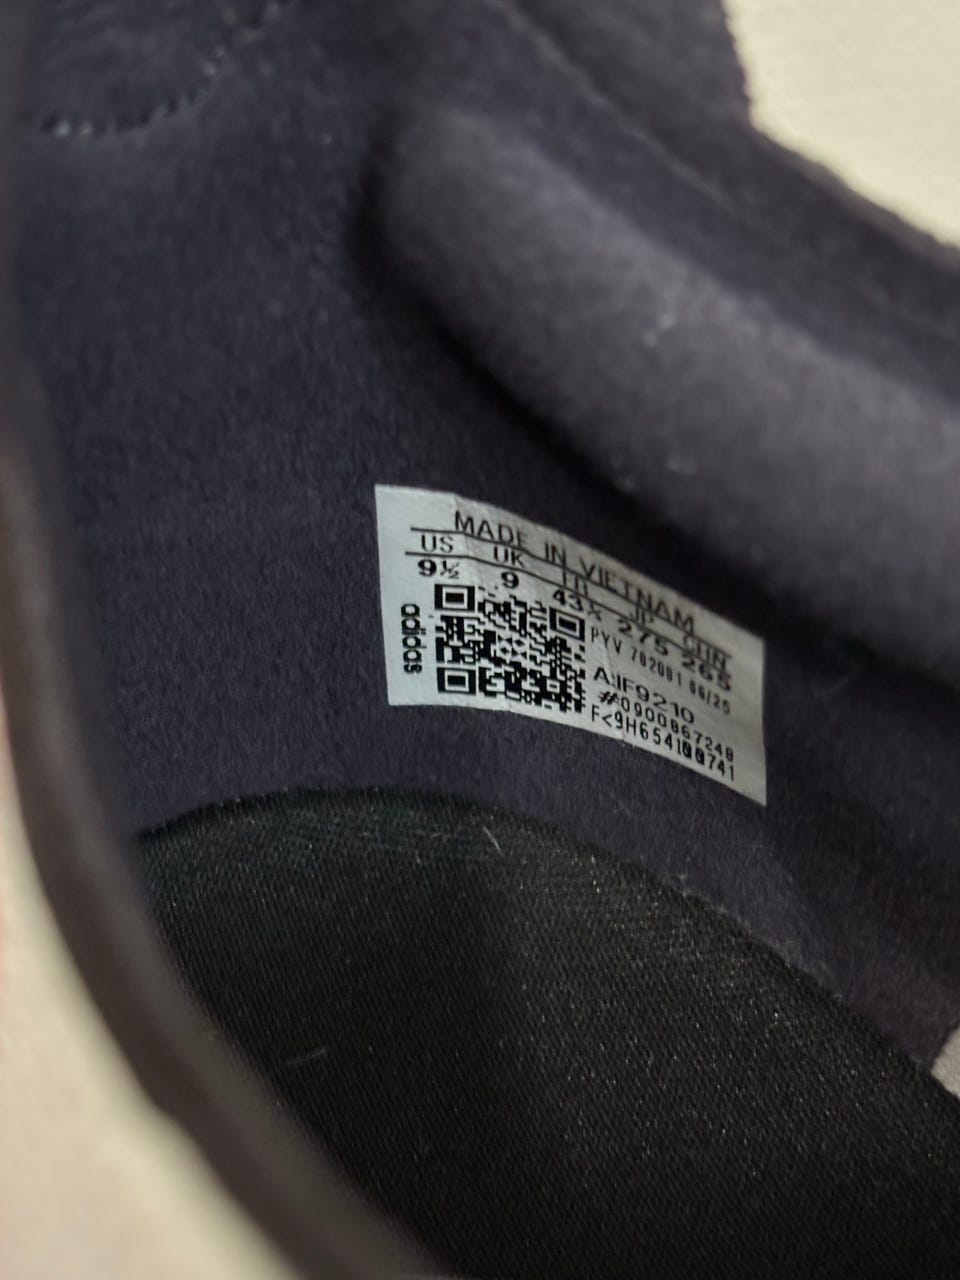 MADE IN VIETNAM
US UK FR JP CHN
9½ 9 43⅓ 275 265
PYV 702001 06/25
A:IF9210
#0900867248
F<9H654100741
adidas